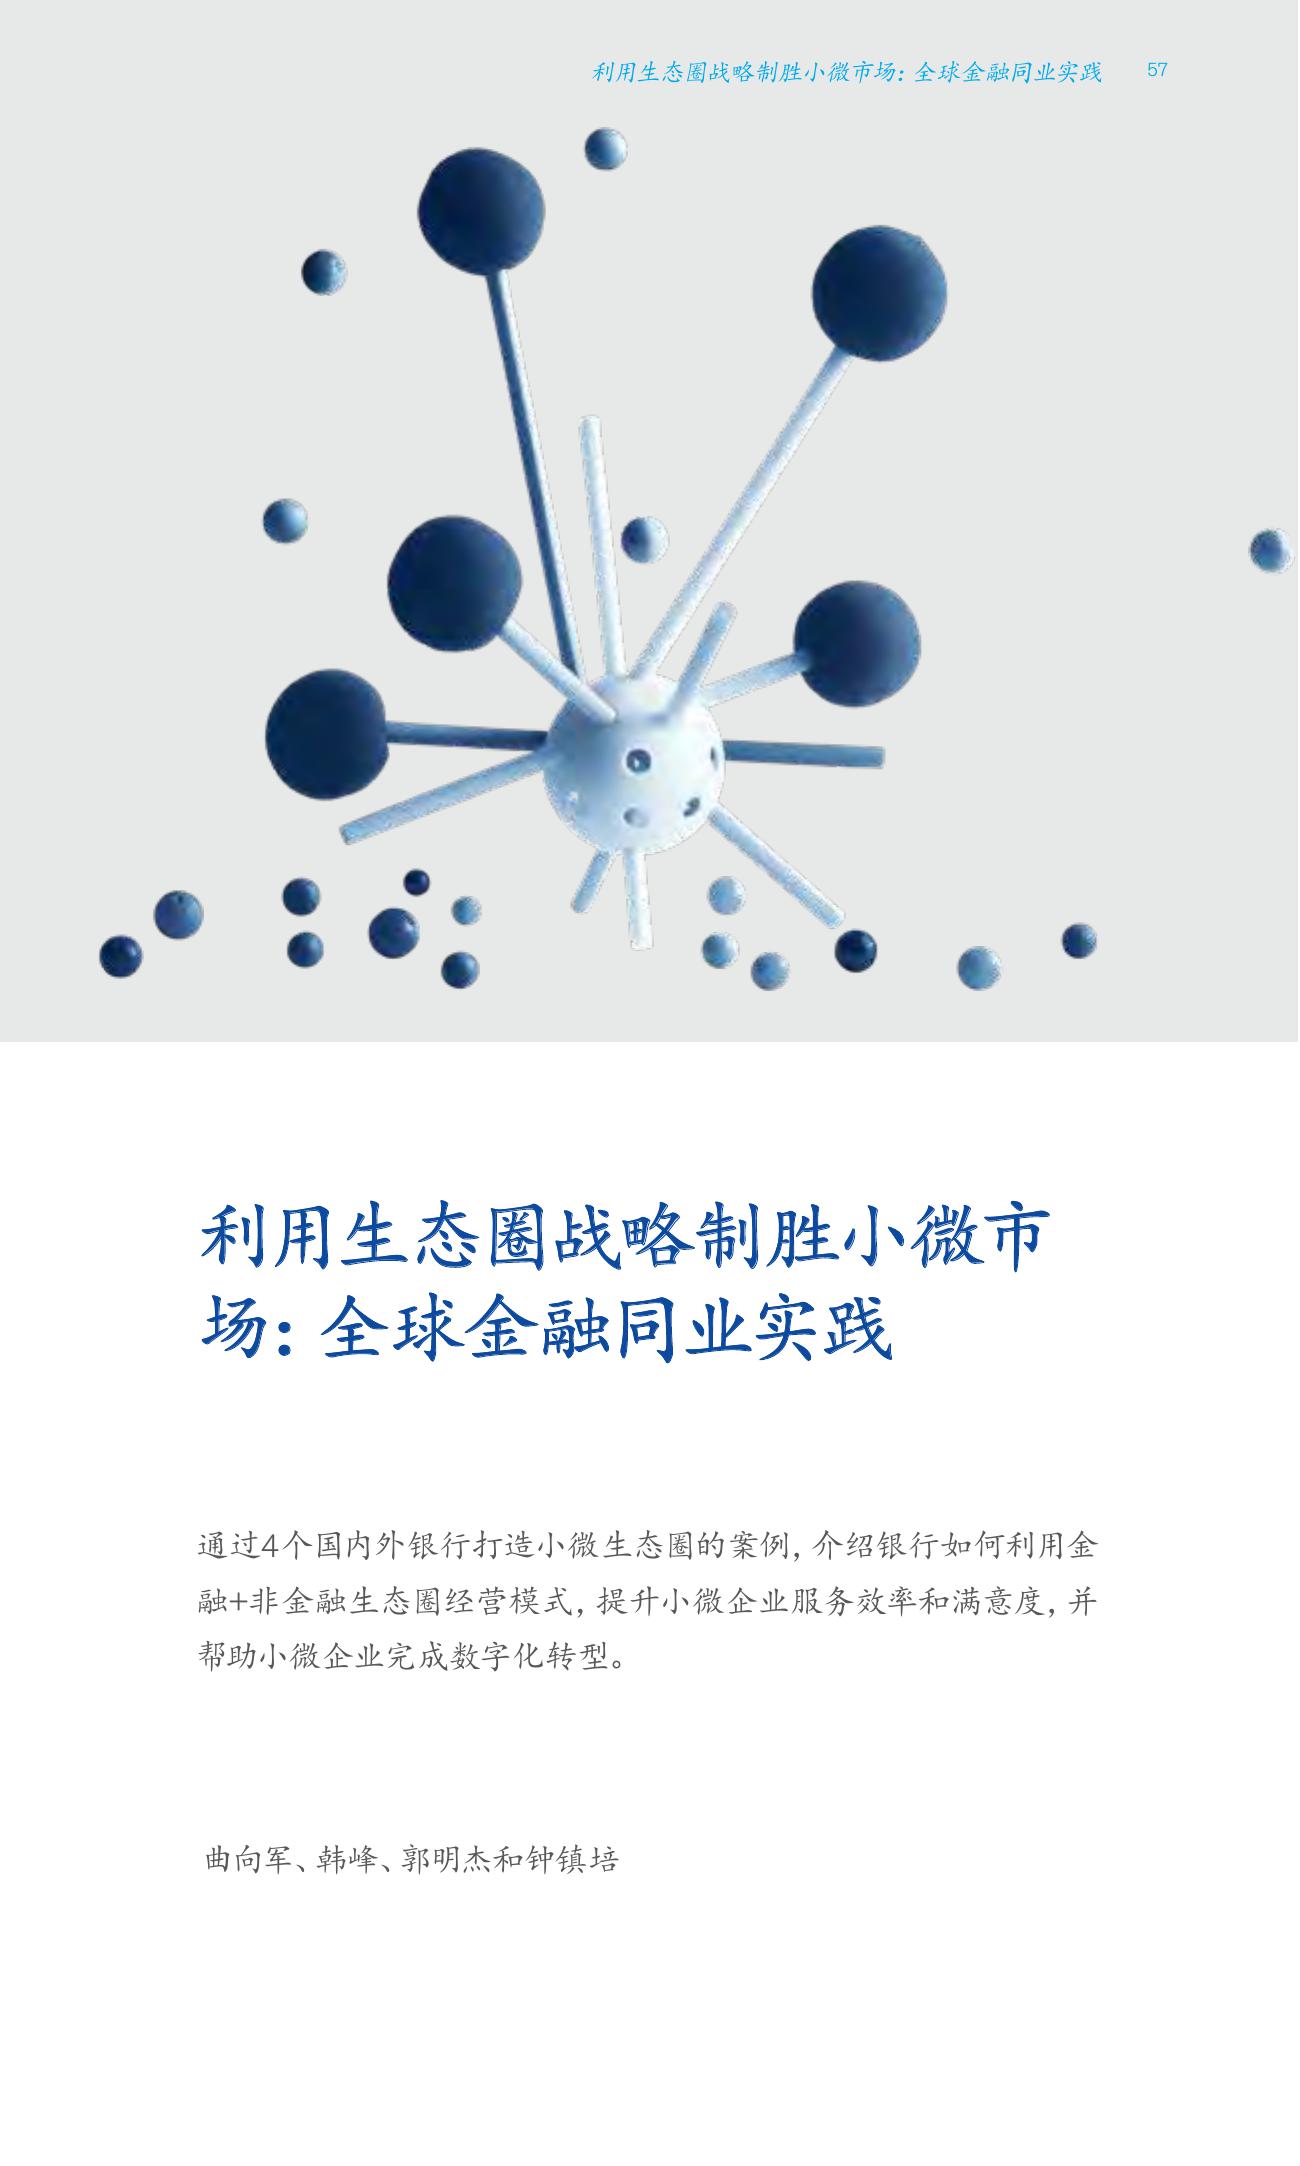 利用生态圈战略制胜小微市场：全球金融同业实践 57
利用生态圈战略制胜小微市
场：全球金融同业实践
通过4个国内外银行打造小微生态圈的案例，介绍银行如何利用金
融+非金融生态圈经营模式，提升小微企业服务效率和满意度，并
帮助小微企业完成数字化转型。
曲向军、韩峰、郭明杰和钟镇培